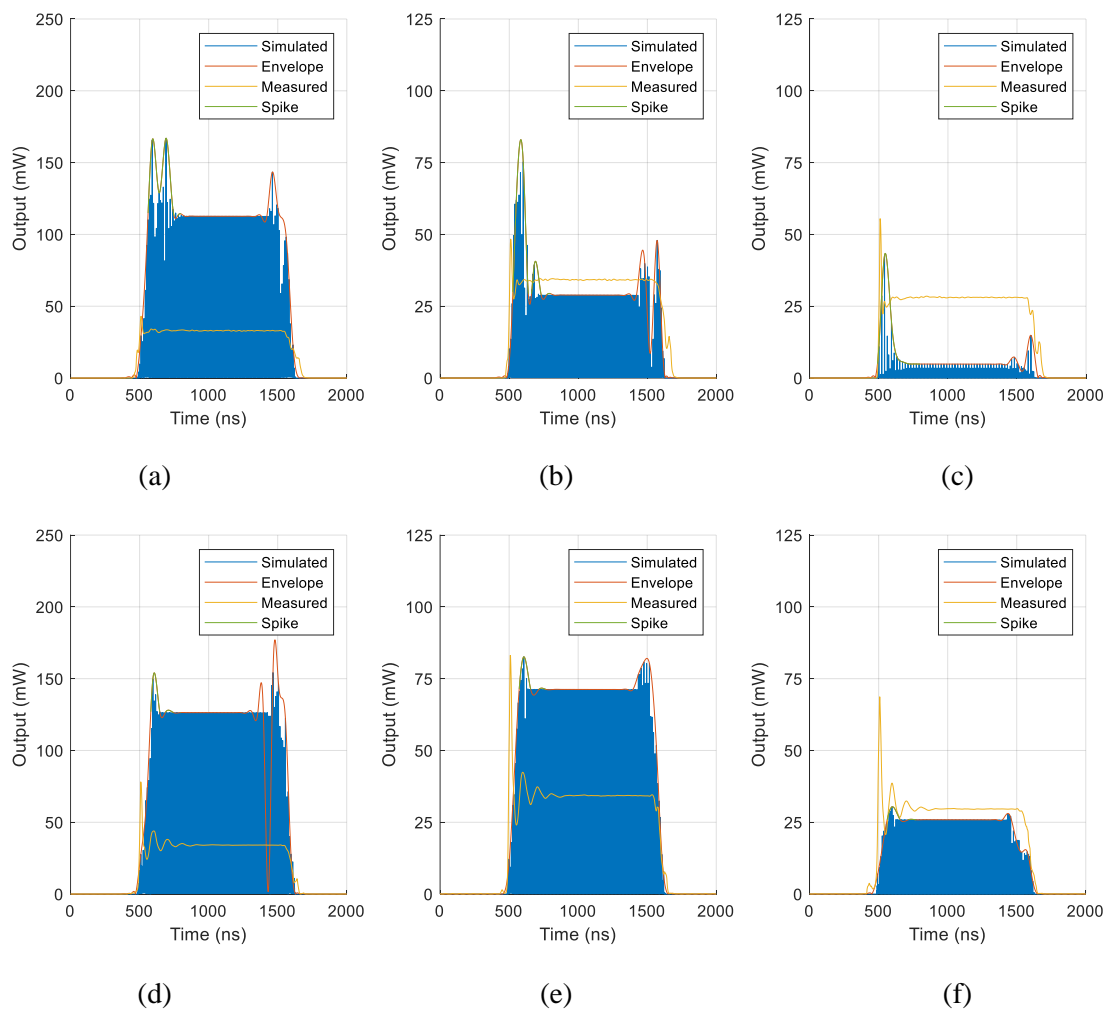 250
200
150
100
50
0
Output (mW)
0 500 1000 1500 2000
Time (ns)
Simulated
Envelope
Measured
Spike
(a)
125
100
75
50
25
0
Output (mW)
0 500 1000 1500 2000
Time (ns)
Simulated
Envelope
Measured
Spike
(b)
125
100
75
50
25
0
Output (mW)
0 500 1000 1500 2000
Time (ns)
Simulated
Envelope
Measured
Spike
(c)
250
200
150
100
50
0
Output (mW)
0 500 1000 1500 2000
Time (ns)
Simulated
Envelope
Measured
Spike
(d)
125
100
75
50
25
0
Output (mW)
0 500 1000 1500 2000
Time (ns)
Simulated
Envelope
Measured
Spike
(e)
125
100
75
50
25
0
Output (mW)
0 500 1000 1500 2000
Time (ns)
Simulated
Envelope
Measured
Spike
(f)